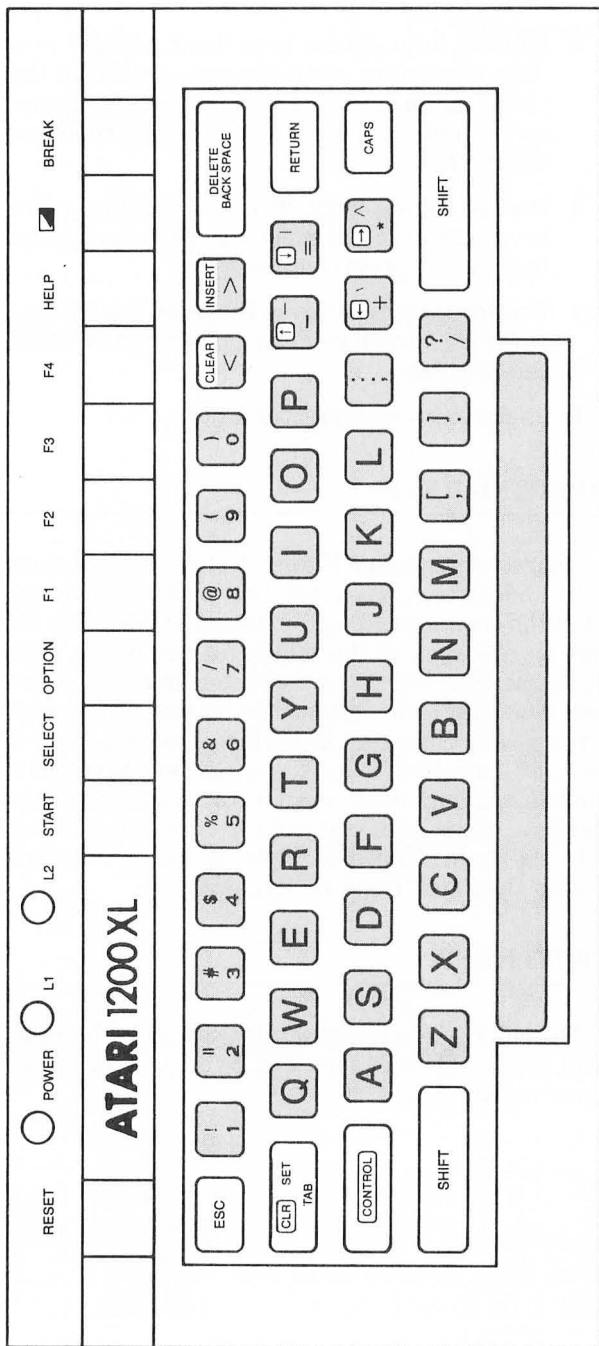 RESET POWER L1 L2 START SELECT OPTION F1 F2 F3 F4 HELP BREAK
ATARI 1200 XL
ESC ! 1 " 2 # 3 $ 4 % 5 & 6 / 7 @ 8 ( 9 ) 0 CLEAR < INSERT > DELETE BACK SPACE
CLR SET TAB Q W E R T Y U I O P ↑ _ - ↓ | = RETURN
CONTROL A S D F G H J K L : ; ← \ + → ^ * CAPS
SHIFT Z X C V B N M [ , ] . ? / SHIFT